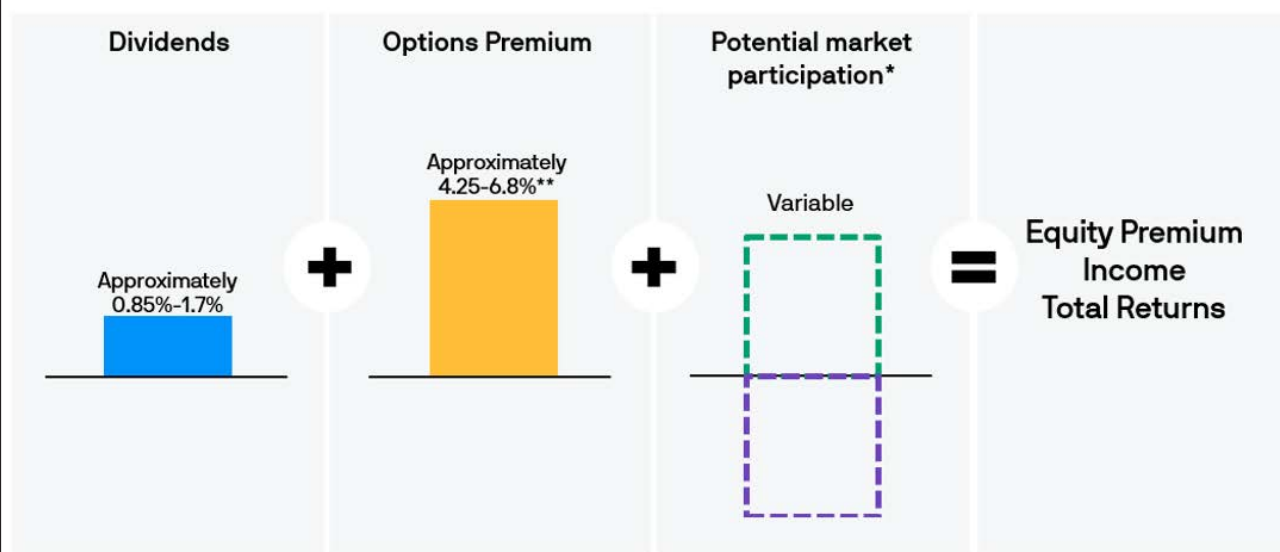 Dividends
Approximately
0.85%-1.7%
Options Premium
Approximately
4.25-6.8%**
Potential market
participation*
Variable
Equity Premium
Income
Total Returns